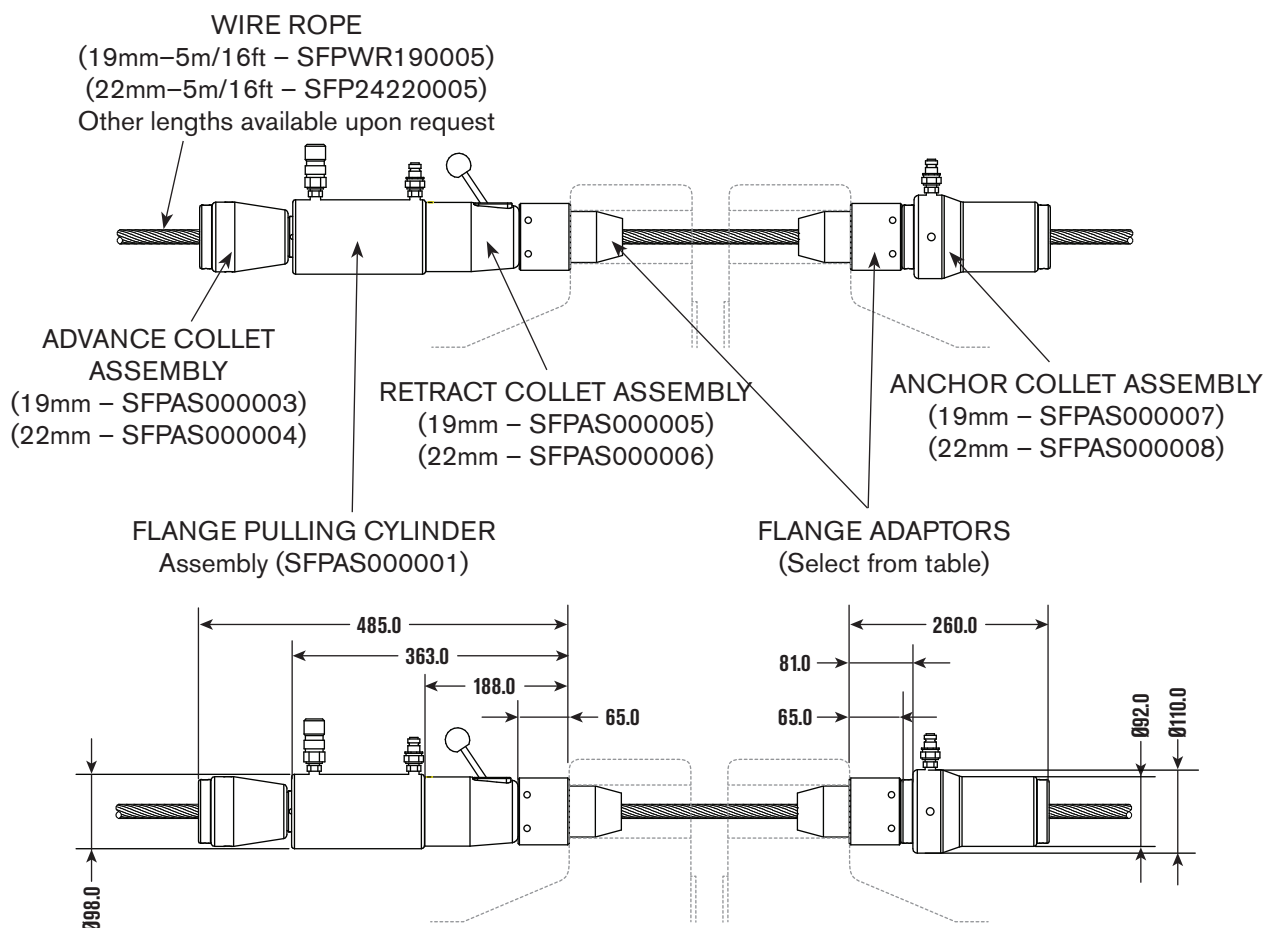 WIRE ROPE
(19mm–5m/16ft – SFPWR190005)
(22mm–5m/16ft – SFP24220005)
Other lengths available upon request
ADVANCE COLLET
ASSEMBLY
(19mm – SFPAS000003)
(22mm – SFPAS000004)
RETRACT COLLET ASSEMBLY
(19mm – SFPAS000005)
(22mm – SFPAS000006)
ANCHOR COLLET ASSEMBLY
(19mm – SFPAS000007)
(22mm – SFPAS000008)
FLANGE PULLING CYLINDER
Assembly (SFPAS000001)
FLANGE ADAPTORS
(Select from table)
485.0
363.0
188.0
65.0
260.0
81.0
65.0
Ø92.0
Ø110.0
Ø98.0